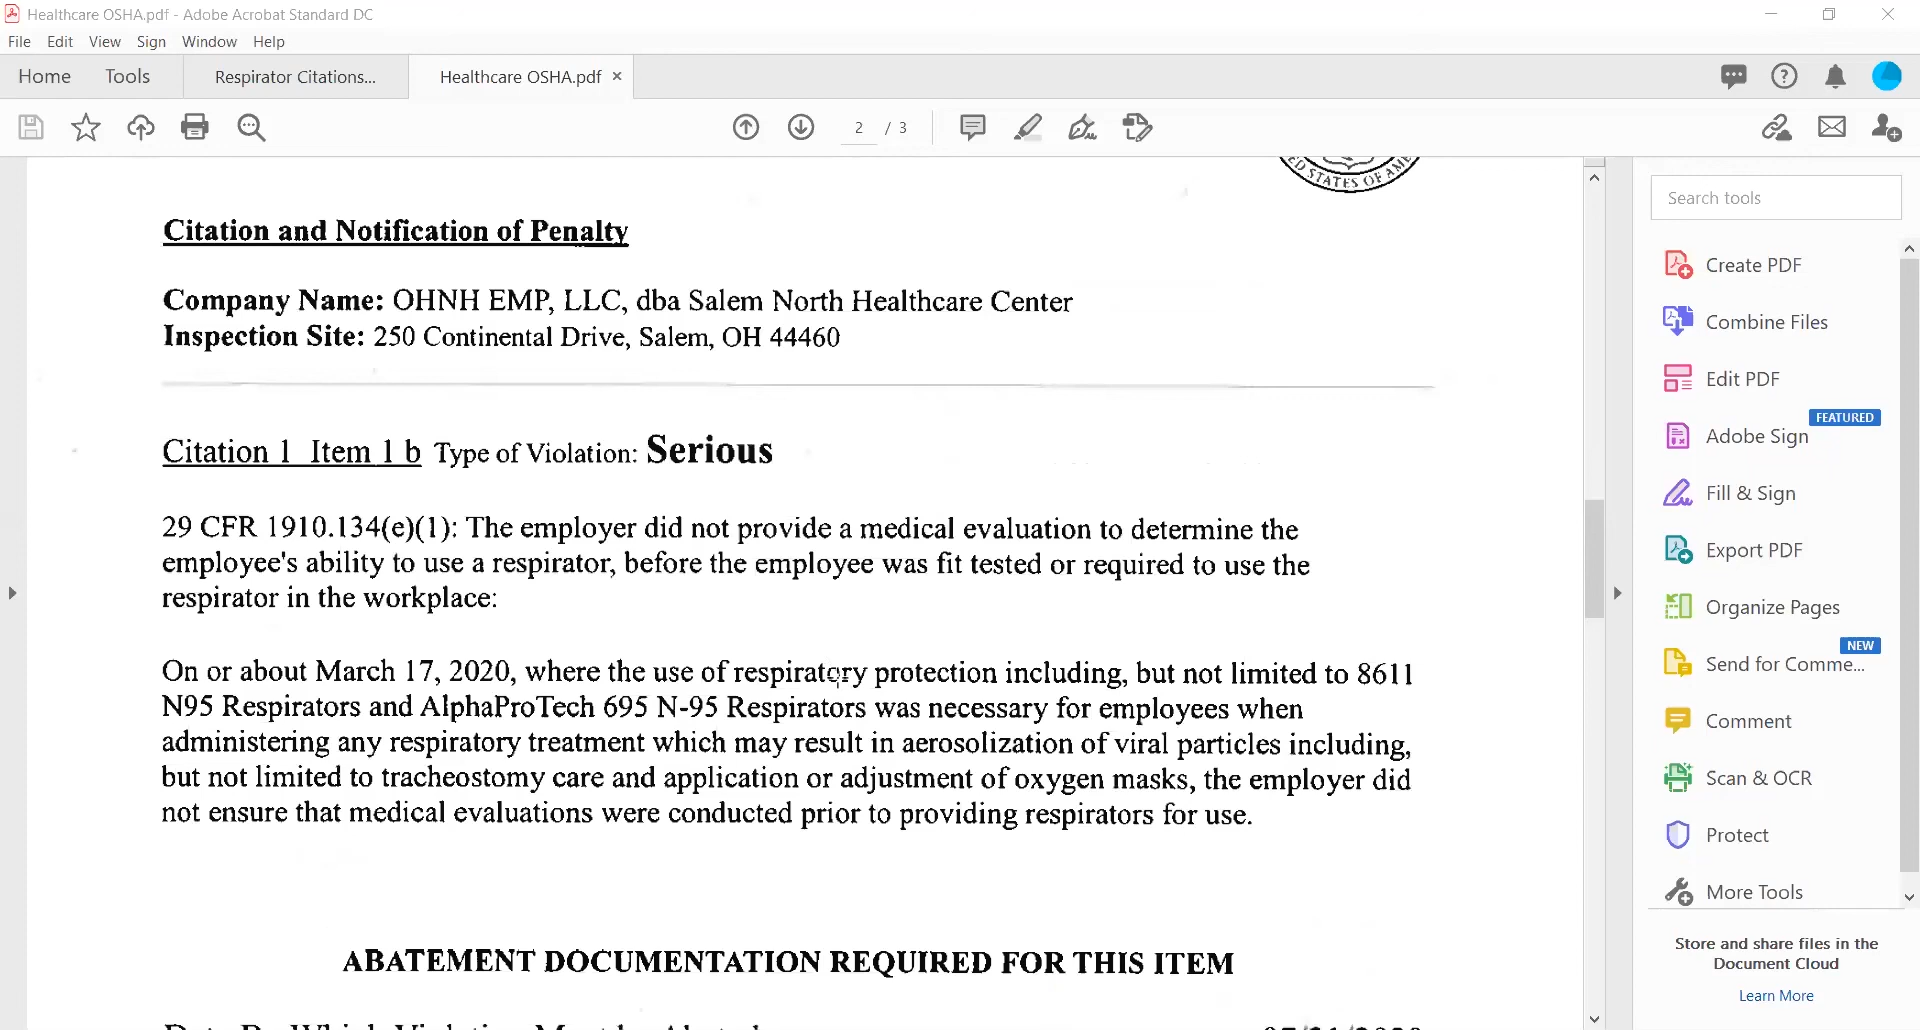 Healthcare OSHA.pdf - Adobe Acrobat Standard DC
File Edit View Sign Window Help
Home Tools Respirator Citations... Healthcare OSHA.pdf ×
2 / 3
STATES OF AME
Search tools
Citation and Notification of Penalty
Company Name: OHNH EMP, LLC, dba Salem North Healthcare Center
Inspection Site: 250 Continental Drive, Salem, OH 44460
Citation 1 Item 1 b Type of Violation: Serious
29 CFR 1910.134(e)(1): The employer did not provide a medical evaluation to determine the
employee's ability to use a respirator, before the employee was fit tested or required to use the
respirator in the workplace:
On or about March 17, 2020, where the use of respiratory protection including, but not limited to 8611
N95 Respirators and AlphaProTech 695 N-95 Respirators was necessary for employees when
administering any respiratory treatment which may result in aerosolization of viral particles including,
but not limited to tracheostomy care and application or adjustment of oxygen masks, the employer did
not ensure that medical evaluations were conducted prior to providing respirators for use.
ABATEMENT DOCUMENTATION REQUIRED FOR THIS ITEM
Create PDF
Combine Files
Edit PDF
FEATURED
Adobe Sign
Fill & Sign
Export PDF
Organize Pages
NEW
Send for Comme...
Comment
Scan & OCR
Protect
More Tools
Store and share files in the
Document Cloud
Learn More